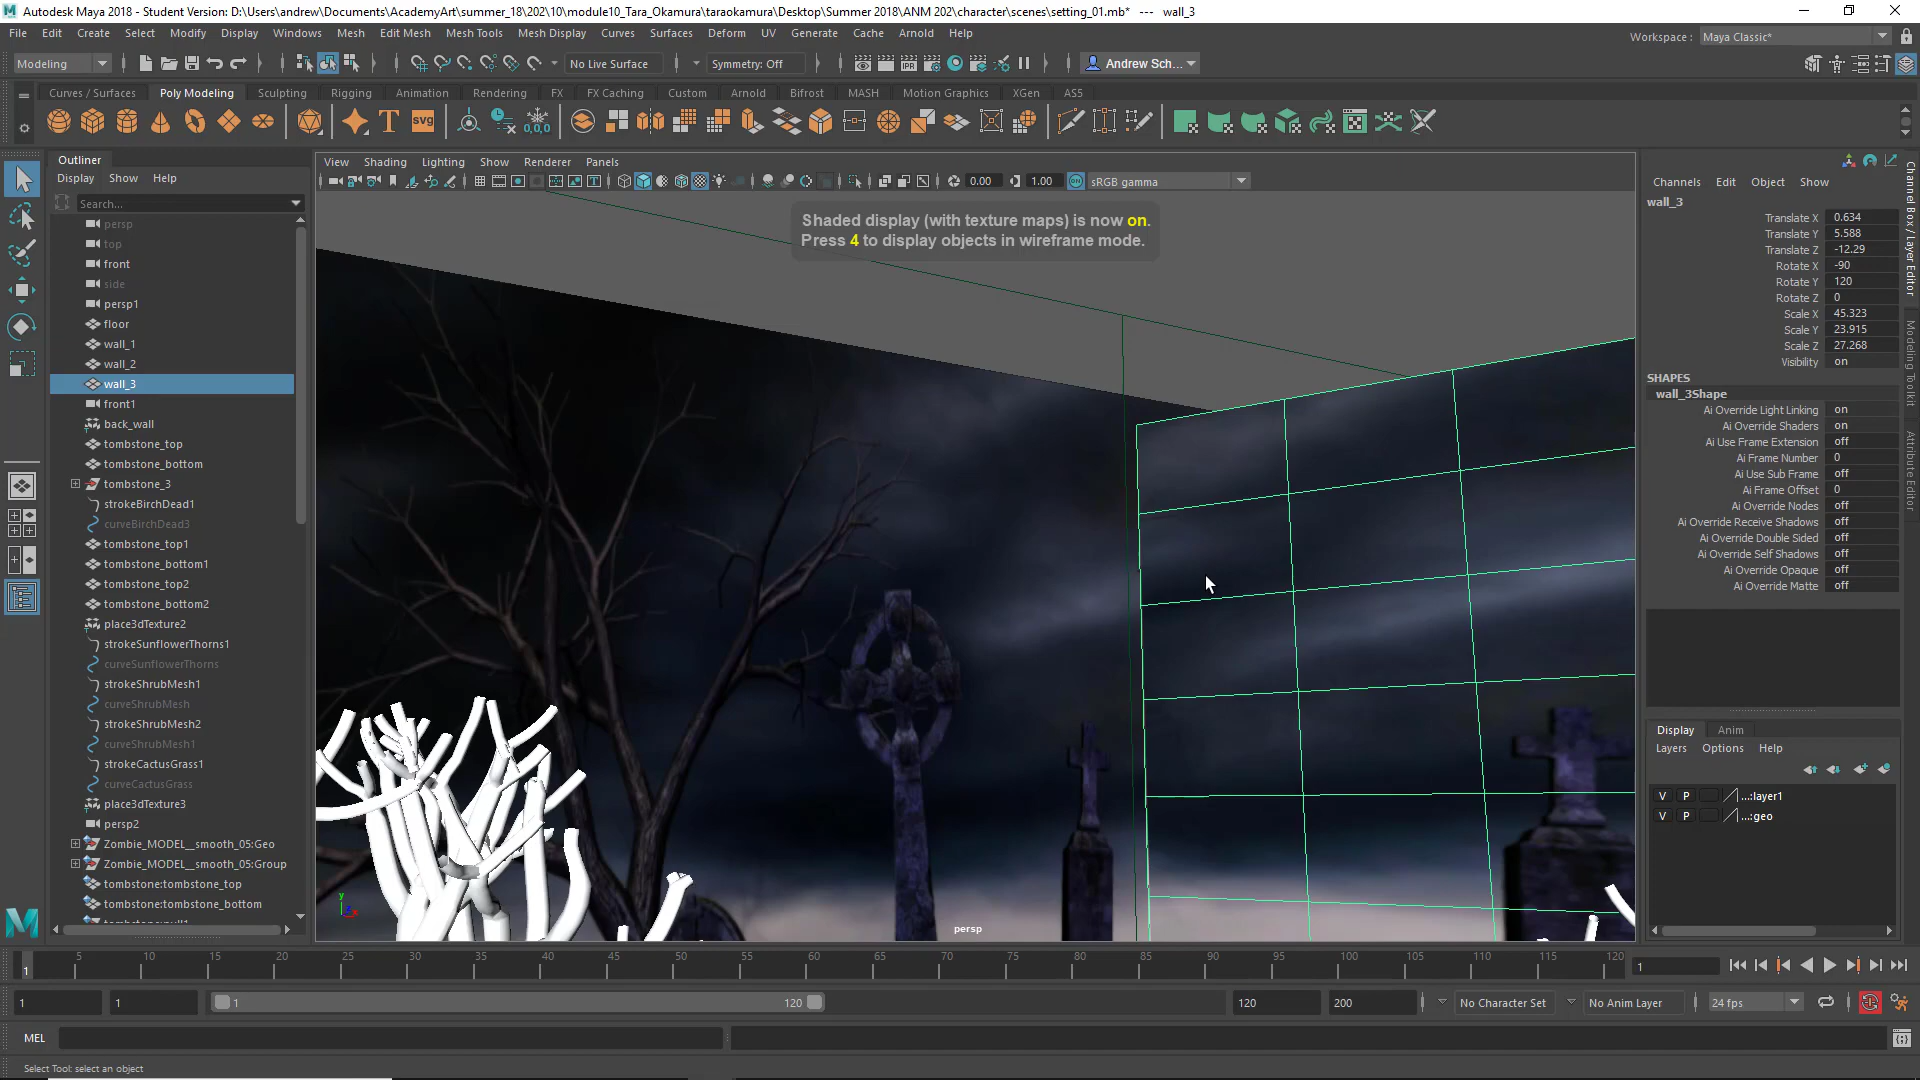 Autodesk Maya 2018 - Student Version: D:\Users\andrew\Documents\AcademyArt\summer_18\202\10\module10_Tara_Okamura\taraokamura\Desktop\Summer 2018\ANM 202\character\scenes\setting_01.mb* --- wall_3
File Edit Create Select Modify Display Windows Mesh Edit Mesh Mesh Tools Mesh Display Curves Surfaces Deform UV Generate Cache Arnold Help
Workspace : Maya Classic*
Modeling No Live Surface Symmetry: Off Andrew Sch...
Curves / Surfaces Poly Modeling Sculpting Rigging Animation Rendering FX FX Caching Custom Arnold Bifrost MASH Motion Graphics XGen AS5
Outliner
Display Show Help
Search...
persp
top
front
side
persp1
floor
wall_1
wall_2
wall_3
front1
back_wall
tombstone_top
tombstone_bottom
tombstone_3
strokeBirchDead1
curveBirchDead3
tombstone_top1
tombstone_bottom1
tombstone_top2
tombstone_bottom2
place3dTexture2
strokeSunflowerThorns1
curveSunflowerThorns
strokeShrubMesh1
curveShrubMesh
strokeShrubMesh2
curveShrubMesh1
strokeCactusGrass1
curveCactusGrass
place3dTexture3
persp2
Zombie_MODEL__smooth_05:Geo
Zombie_MODEL__smooth_05:Group
tombstone:tombstone_top
tombstone:tombstone_bottom
View Shading Lighting Show Renderer Panels
0.00 1.00 sRGB gamma
Shaded display (with texture maps) is now on.
Press 4 to display objects in wireframe mode.
persp
Channels Edit Object Show
wall_3
Translate X 0.634
Translate Y 5.588
Translate Z -12.29
Rotate X -90
Rotate Y 120
Rotate Z 0
Scale X 45.323
Scale Y 23.915
Scale Z 27.268
Visibility on
SHAPES
wall_3Shape
Ai Override Light Linking on
Ai Override Shaders on
Ai Use Frame Extension off
Ai Frame Number 0
Ai Use Sub Frame off
Ai Frame Offset 0
Ai Override Nodes off
Ai Override Receive Shadows off
Ai Override Double Sided off
Ai Override Self Shadows off
Ai Override Opaque off
Ai Override Matte off
Display Anim
Layers Options Help
V P ...:layer1
V P ...:geo
Channel Box / Layer Editor
Modeling Toolkit
Attribute Editor
1 5 10 15 20 25 30 35 40 45 50 55 60 65 70 75 80 85 90 95 100 105 110 115 120 1
1 1 1 120 120 200 No Character Set No Anim Layer 24 fps
MEL
Select Tool: select an object